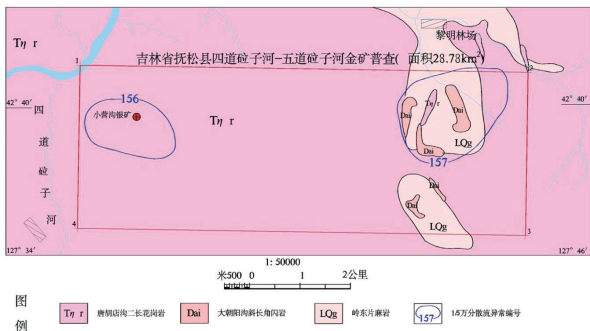 Tη r
黎明林场
吉林省抚松县四道砬子河-五道砬子河金矿普查( 面积28.78km²)
1
2
42° 40′
42° 40′
156
小营沟银矿
四道砬子河
Tη r
Tη r
Dai
Dai
Dai
LQg
157
Dai
Dai
LQg
4
3
127° 34′
127° 46′
1: 50000
米500 0 1 2公里
图例
Tη r 唐胡店沟二长花岗岩
Dai 大朝阳沟斜长角闪岩
LQg 岭东片麻岩
157 1/5万分散流异常编号